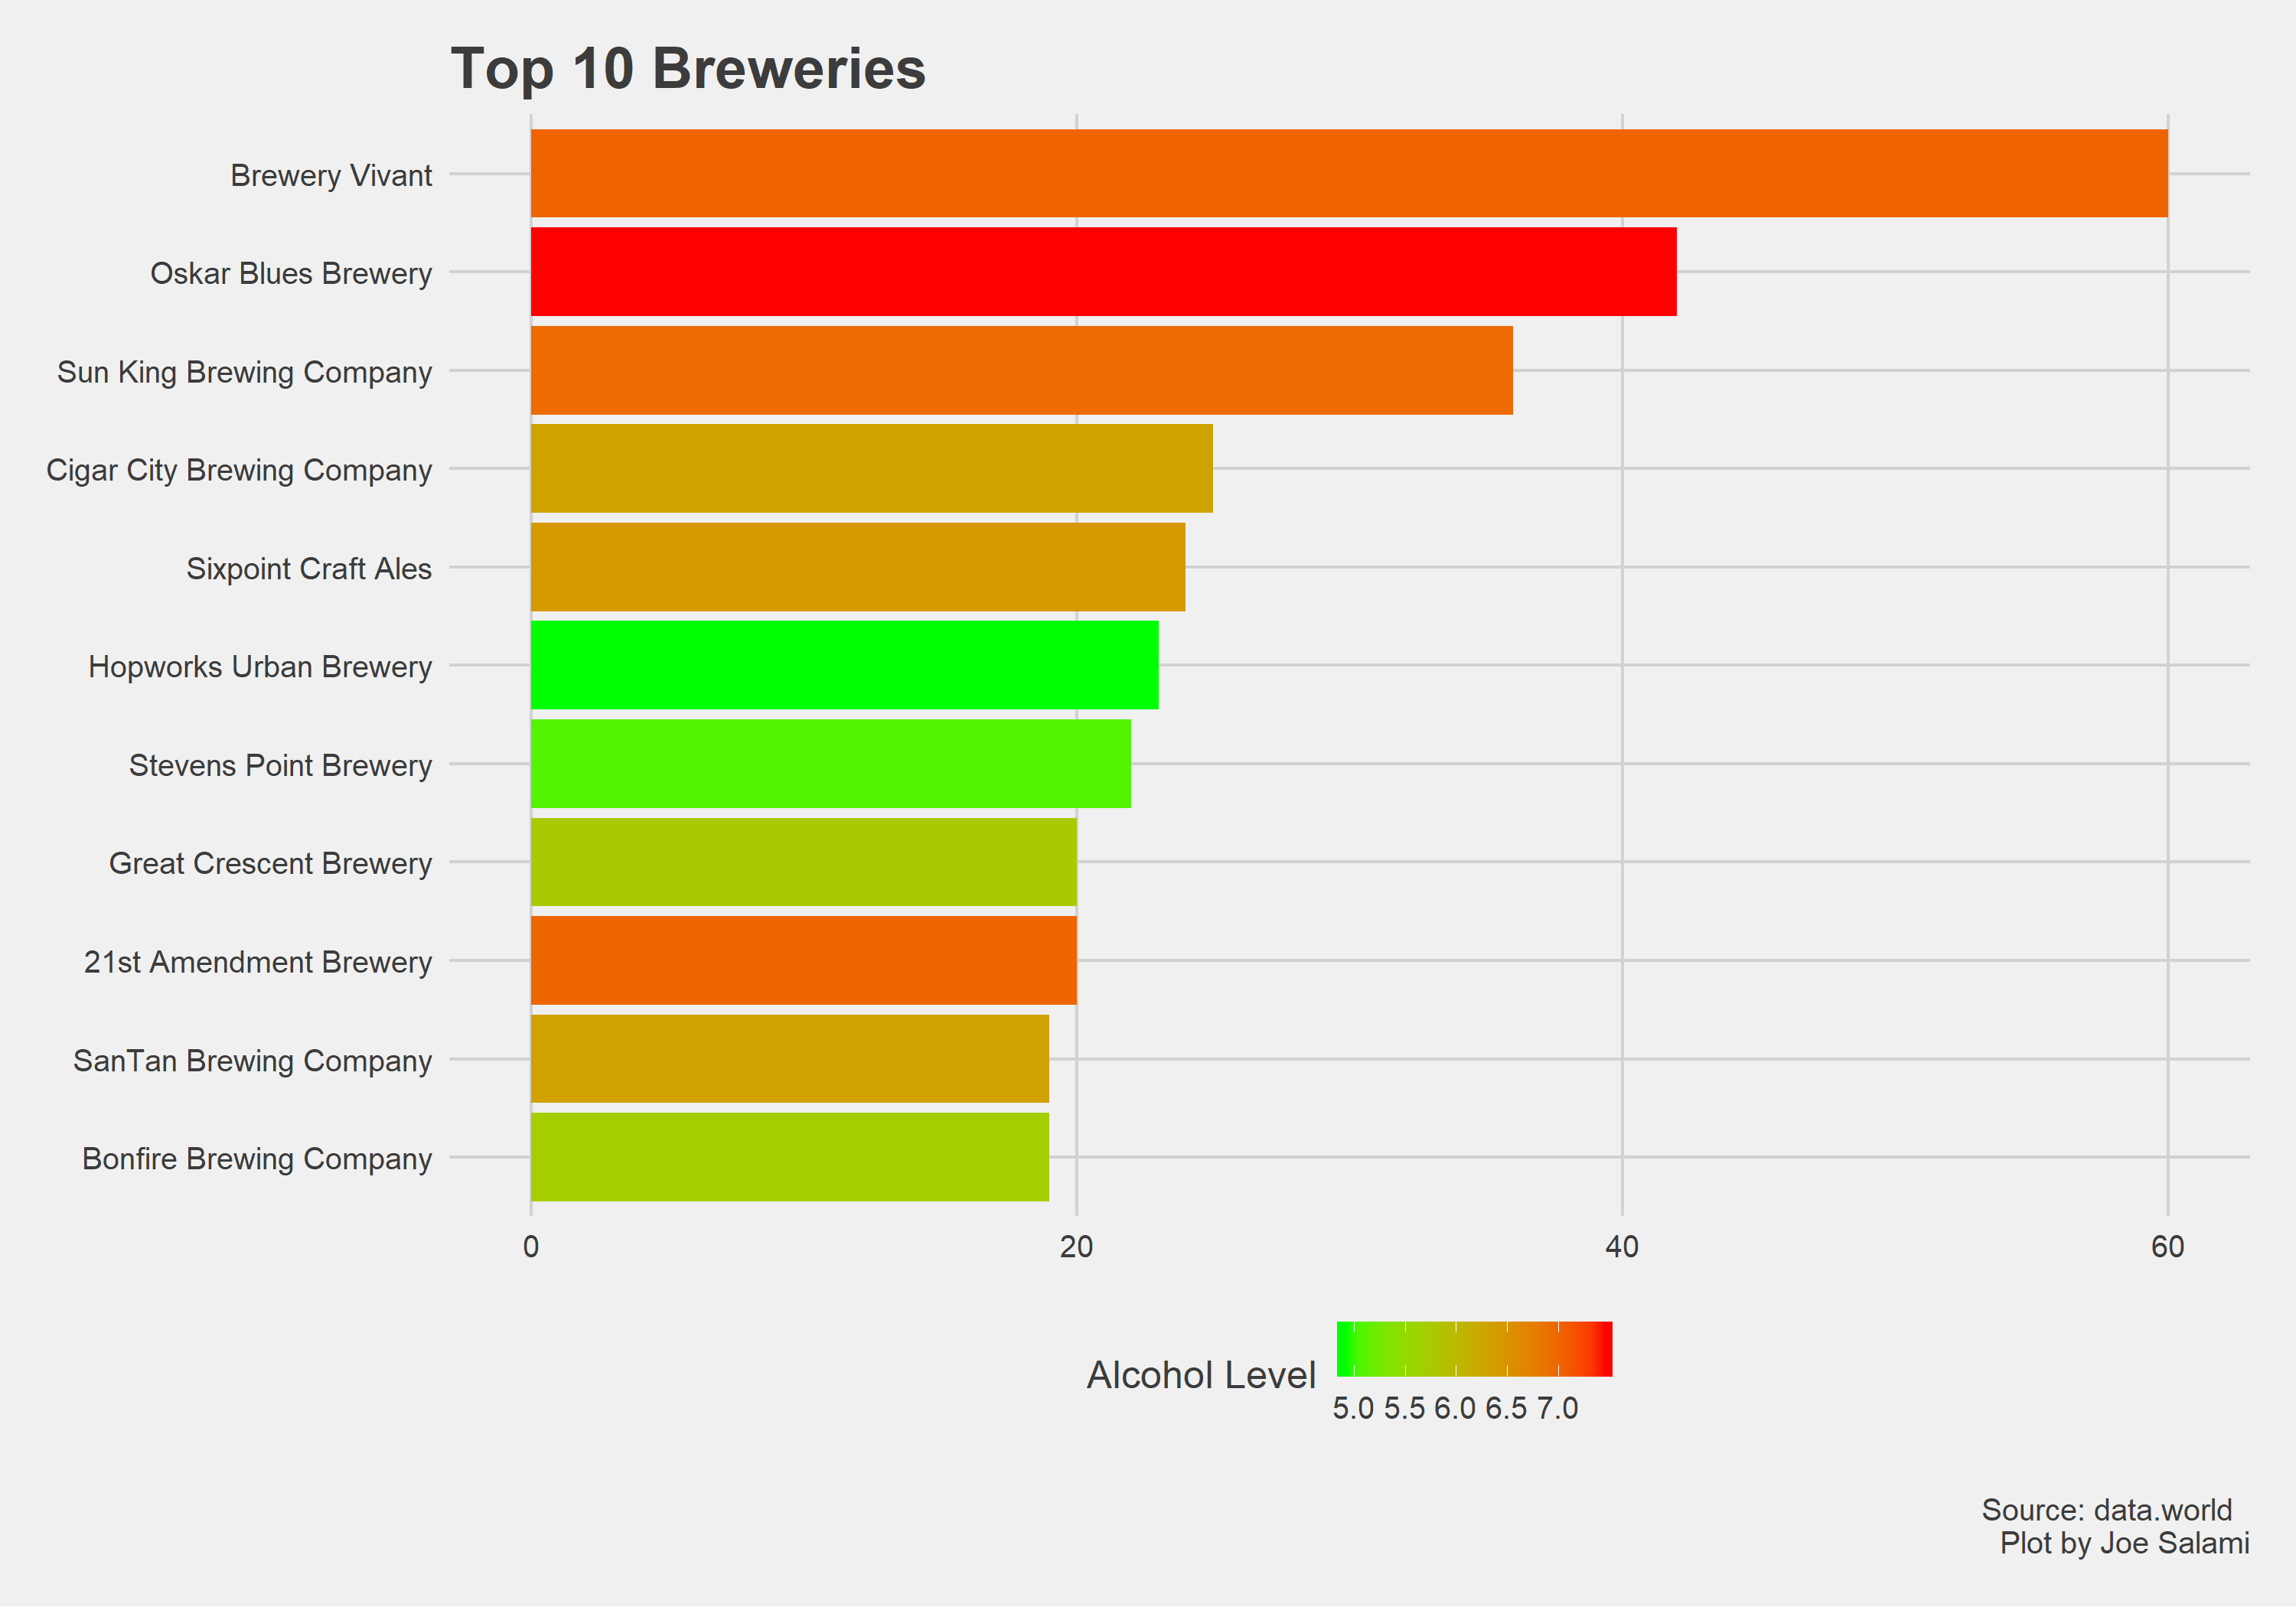 Top 10 Breweries
Brewery Vivant
Oskar Blues Brewery
Sun King Brewing Company
Cigar City Brewing Company
Sixpoint Craft Ales
Hopworks Urban Brewery
Stevens Point Brewery
Great Crescent Brewery
21st Amendment Brewery
SanTan Brewing Company
Bonfire Brewing Company
0 20 40 60
Alcohol Level
5.0 5.5 6.0 6.5 7.0
Source: data.world
Plot by Joe Salami